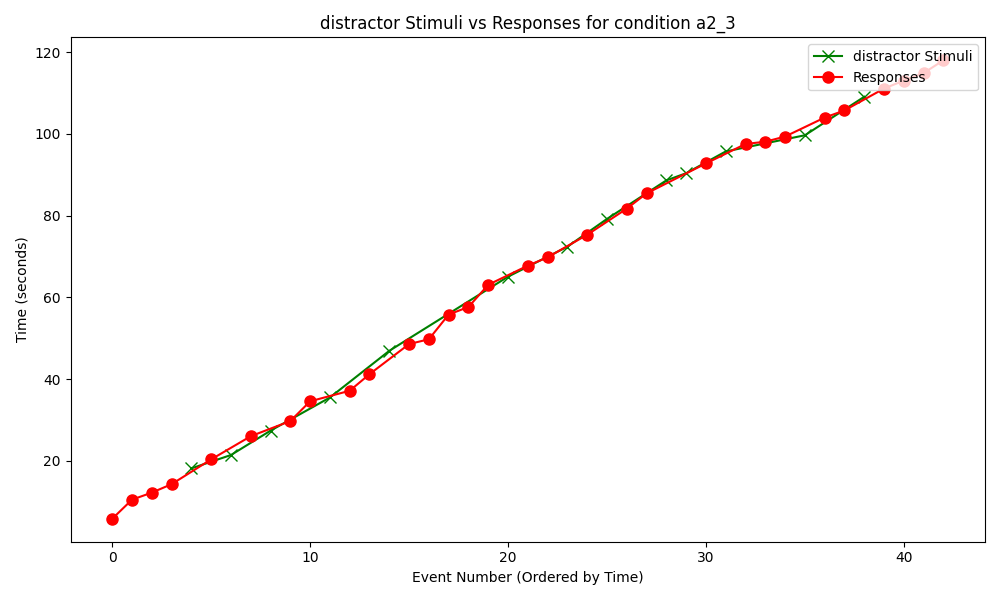 distractor Stimuli vs Responses for condition a2_3
distractor Stimuli
Responses
120
100
80
60
40
20
Time (seconds)
0
10
20
30
40
Event Number (Ordered by Time)